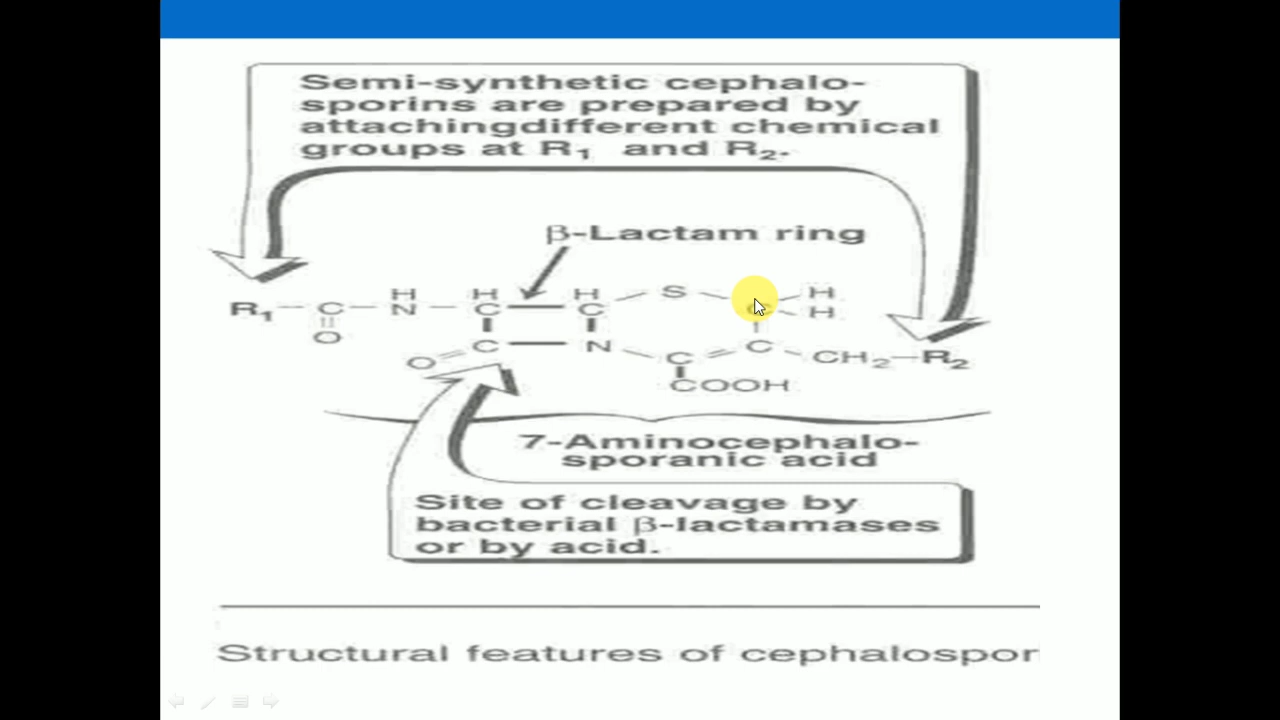 Semi-synthetic cephalo-
sporins are prepared by
attachingdifferent chemical
groups at R₁ and R₂.
β-Lactam ring
H H H S C H
R₁ C N C C H
O
O C N C C CH₂ R₂
COOH
7-Aminocephalo-
sporanic acid
Site of cleavage by
bacterial β-lactamases
or by acid.
Structural features of cephalospor